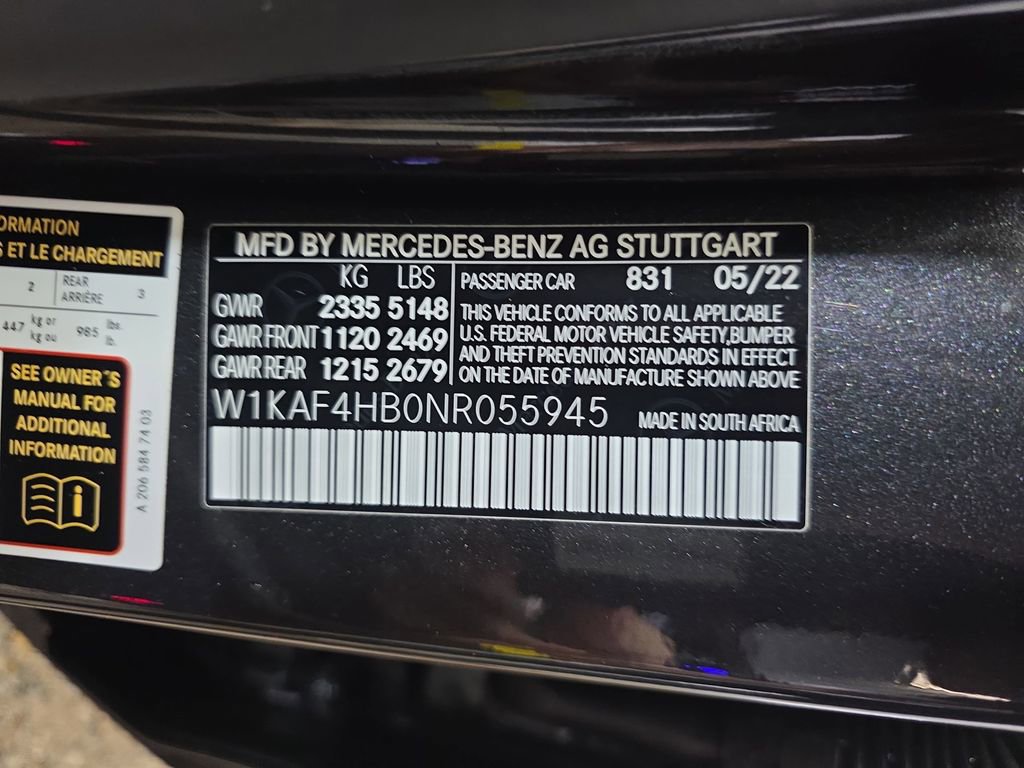 ORMATION
S ET LE CHARGEMENT
2 REAR ARRIÈRE 3
447 kg or kg ou 985 lbs. lb.
SEE OWNER´S
MANUAL FOR
ADDITIONAL
INFORMATION
i
A 206 584 74 03
MFD BY MERCEDES-BENZ AG STUTTGART
KG LBS
GVWR 2335 5148
GAWR FRONT 1120 2469
GAWR REAR 1215 2679
PASSENGER CAR 831 05/22
THIS VEHICLE CONFORMS TO ALL APPLICABLE
U.S. FEDERAL MOTOR VEHICLE SAFETY,BUMPER
AND THEFT PREVENTION STANDARDS IN EFFECT
ON THE DATE OF MANUFACTURE SHOWN ABOVE
W1KAF4HB0NR055945 MADE IN SOUTH AFRICA